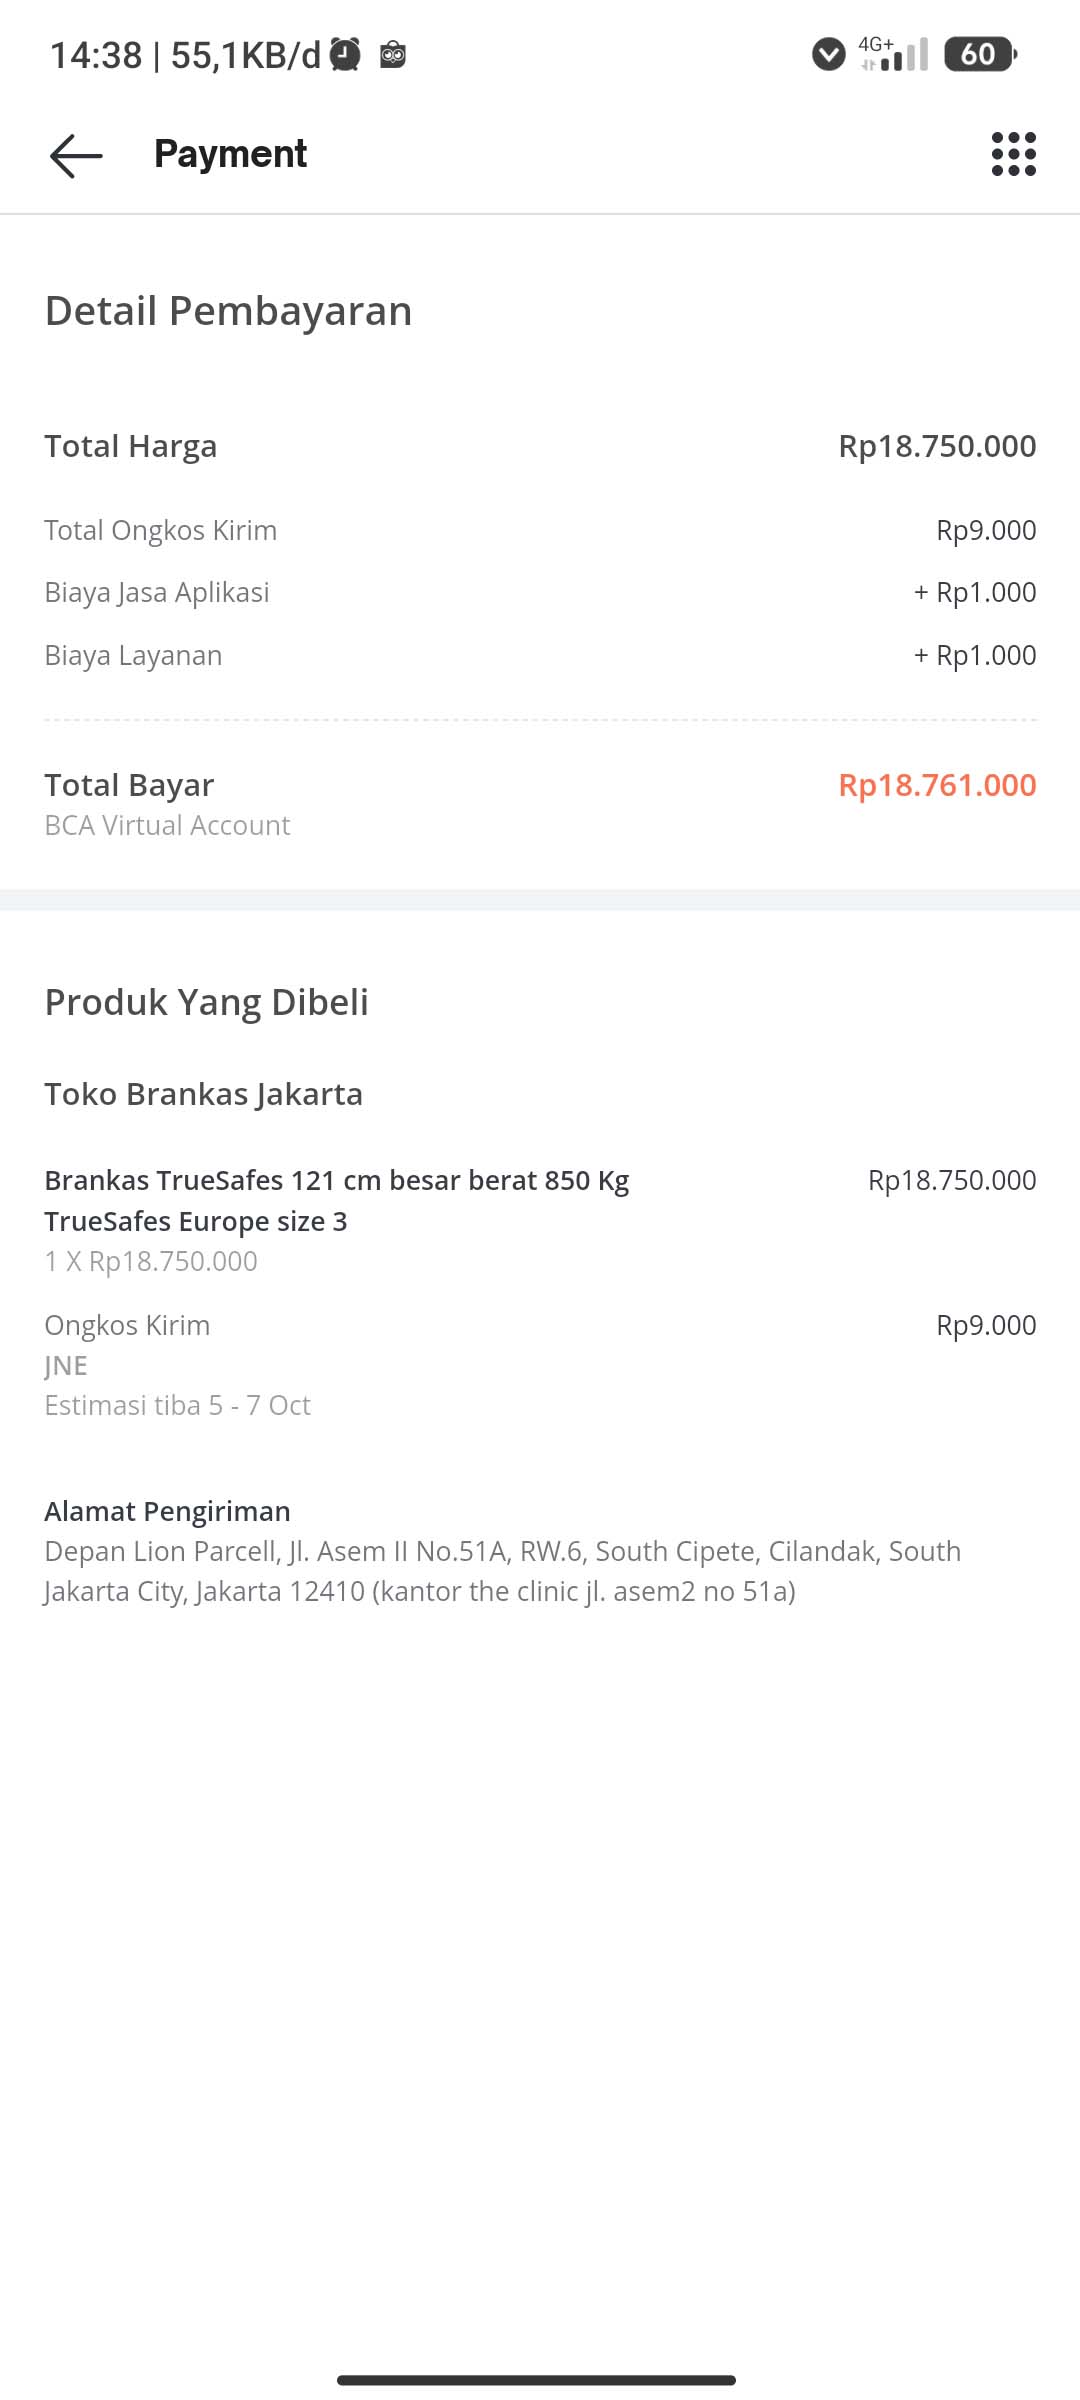 14:38 | 55,1KB/d
4G+
60
Payment
Detail Pembayaran
Total Harga Rp18.750.000
Total Ongkos Kirim Rp9.000
Biaya Jasa Aplikasi + Rp1.000
Biaya Layanan + Rp1.000
Total Bayar Rp18.761.000
BCA Virtual Account
Produk Yang Dibeli
Toko Brankas Jakarta
Brankas TrueSafes 121 cm besar berat 850 Kg Rp18.750.000
TrueSafes Europe size 3
1 X Rp18.750.000
Ongkos Kirim Rp9.000
JNE
Estimasi tiba 5 - 7 Oct
Alamat Pengiriman
Depan Lion Parcell, Jl. Asem II No.51A, RW.6, South Cipete, Cilandak, South
Jakarta City, Jakarta 12410 (kantor the clinic jl. asem2 no 51a)